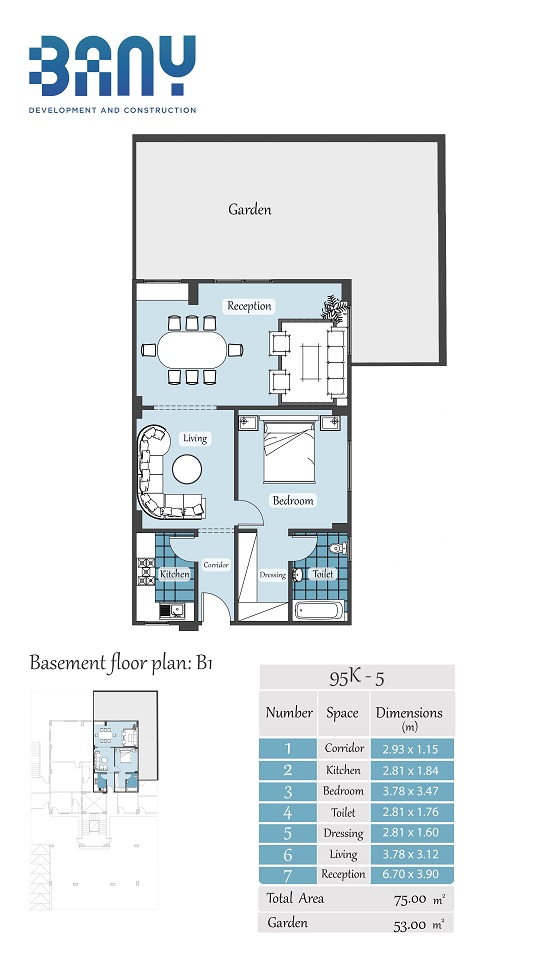 BANY
DEVELOPMENT AND CONSTRUCTION
Garden
Reception
Living
Bedroom
Kitchen
Corridor
Dressing
Toilet
Basement floor plan: B1
95K - 5
Number Space Dimensions
(m)
1 Corridor 2.93 x 1.15
2 Kitchen 2.81 x 1.84
3 Bedroom 3.78 x 3.47
4 Toilet 2.81 x 1.76
5 Dressing 2.81 x 1.60
6 Living 3.78 x 3.12
7 Reception 6.70 x 3.90
Total Area 75.00 m²
Garden 53.00 m²